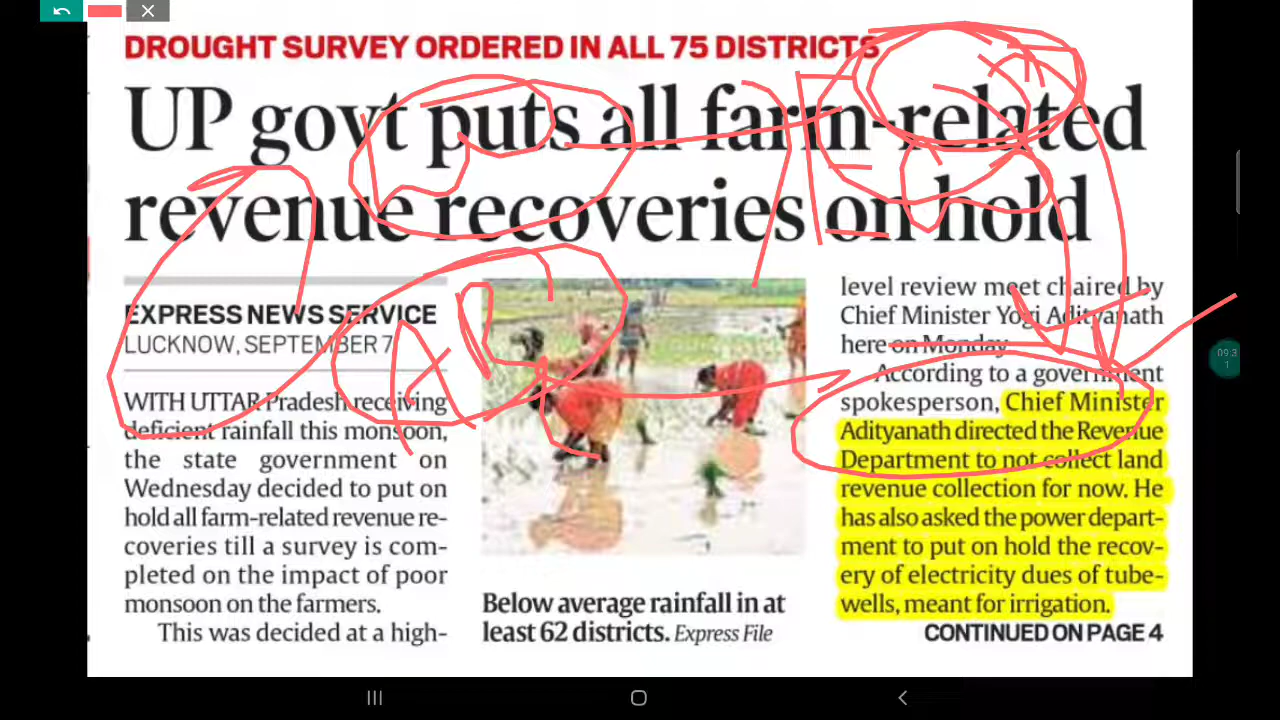 DROUGHT SURVEY ORDERED IN ALL 75 DISTRICTS
UP govt puts all farm-related
revenue recoveries on hold
EXPRESS NEWS SERVICE
LUCKNOW, SEPTEMBER 7
WITH UTTAR Pradesh receiving
deficient rainfall this monsoon,
the state government on
Wednesday decided to put on
hold all farm-related revenue re-
coveries till a survey is com-
pleted on the impact of poor
monsoon on the farmers.
This was decided at a high-
Below average rainfall in at
least 62 districts. Express File
level review meet chaired by
Chief Minister Yogi Adityanath
here on Monday.
According to a government
spokesperson, Chief Minister
Adityanath directed the Revenue
Department to not collect land
revenue collection for now. He
has also asked the power depart-
ment to put on hold the recov-
ery of electricity dues of tube-
wells, meant for irrigation.
CONTINUED ON PAGE 4
09:3
1